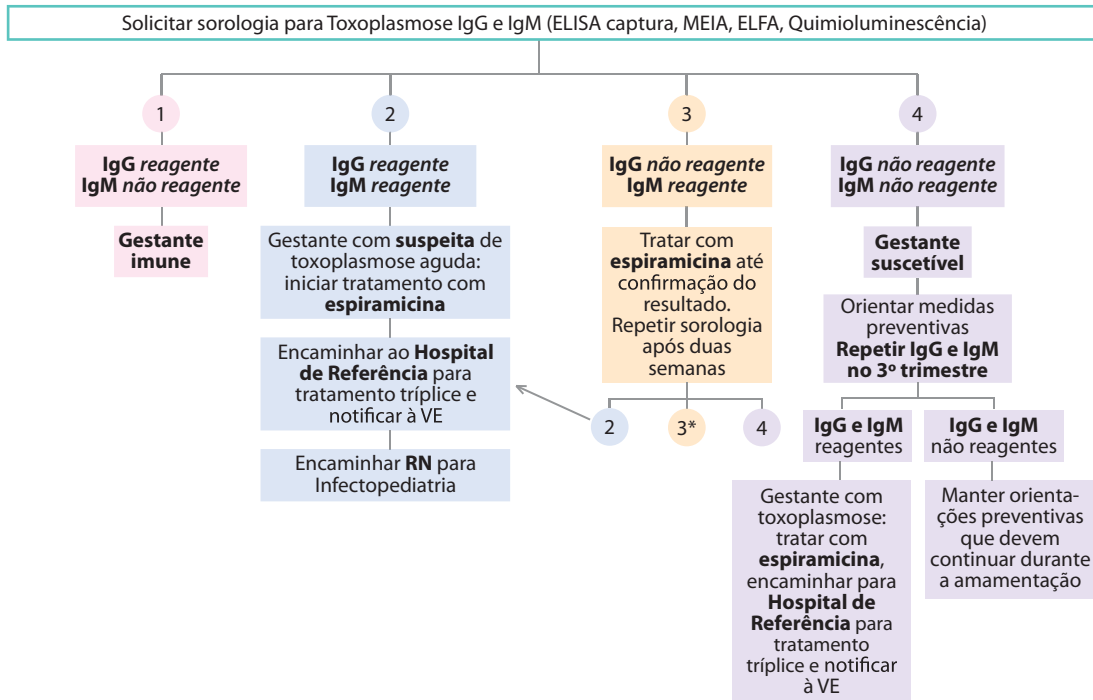 Solicitar sorologia para Toxoplasmose IgG e IgM (ELISA captura, MEIA, ELFA, Quimioluminescência)
1
IgG reagente
IgM não reagente
Gestante
imune
2
IgG reagente
IgM reagente
Gestante com suspeita de
toxoplasmose aguda:
iniciar tratamento com
espiramicina
Encaminhar ao Hospital
de Referência para
tratamento tríplice e
notificar à VE
Encaminhar RN para
Infectopediatria
3
IgG não reagente
IgM reagente
Tratar com
espiramicina até
confirmação do
resultado.
Repetir sorologia
após duas
semanas
2
3*
4
4
IgG não reagente
IgM não reagente
Gestante
suscetível
Orientar medidas
preventivas
Repetir IgG e IgM
no 3º trimestre
IgG e IgM
reagentes
Gestante com
toxoplasmose:
tratar com
espiramicina,
encaminhar para
Hospital de
Referência para
tratamento
tríplice e notificar
à VE
IgG e IgM
não reagentes
Manter orienta-
ções preventivas
que devem
continuar durante
a amamentação